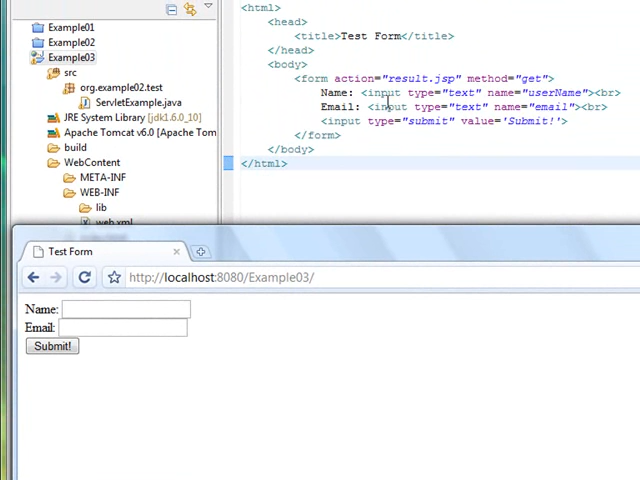 Example01
Example02
Example03
src
org.example02.test
ServletExample.java
JRE System Library [jdk1.6.0_10]
Apache Tomcat v6.0 [Apache Tom
build
WebContent
META-INF
WEB-INF
lib
web.xml
<html>
<head>
<title>Test Form</title>
</head>
<body>
<form action="result.jsp" method="get">
Name: <input type="text" name="userName"><br>
Email: <input type="text" name="email"><br>
<input type="submit" value='Submit!'>
</form>
</body>
</html>
Test Form
http://localhost:8080/Example03/
Name:
Email:
Submit!